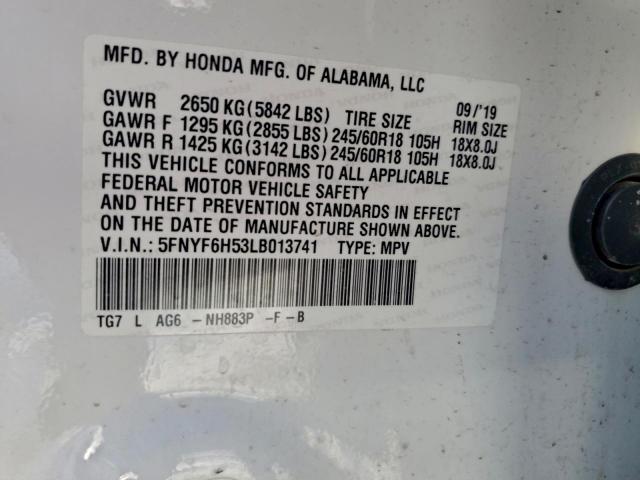 MFD. BY HONDA MFG. OF ALABAMA, LLC
GVWR 2650 KG(5842 LBS) TIRE SIZE 09/'19 RIM SIZE
GAWR F 1295 KG(2855 LBS)245/60R18 105H 18X8.0J
GAWR R 1425 KG(3142 LBS)245/60R18 105H 18X8.0J
THIS VEHICLE CONFORMS TO ALL APPLICABLE
FEDERAL MOTOR VEHICLE SAFETY
AND THEFT PREVENTION STANDARDS IN EFFECT
ON THE DATE OF MANUFACTURE SHOWN ABOVE.
V.I.N.: 5FNYF6H53LB013741 TYPE: MPV
TG7 L AG6 -NH883P -F-B